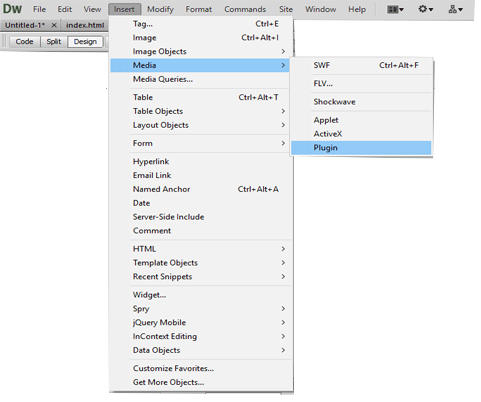 Dw File Edit View Insert Modify Format Commands Site Window Help
Untitled-1* × index.html
Code Split Design
Tag... Ctrl+E
Image Ctrl+Alt+I
Image Objects >
Media >
SWF Ctrl+Alt+F
FLV...
Shockwave
Applet
ActiveX
Plugin
Media Queries...
Table Ctrl+Alt+T
Table Objects >
Layout Objects >
Form >
Hyperlink
Email Link
Named Anchor Ctrl+Alt+A
Date
Server-Side Include
Comment
HTML >
Template Objects >
Recent Snippets >
Widget...
Spry >
jQuery Mobile >
InContext Editing >
Data Objects >
Customize Favorites...
Get More Objects...